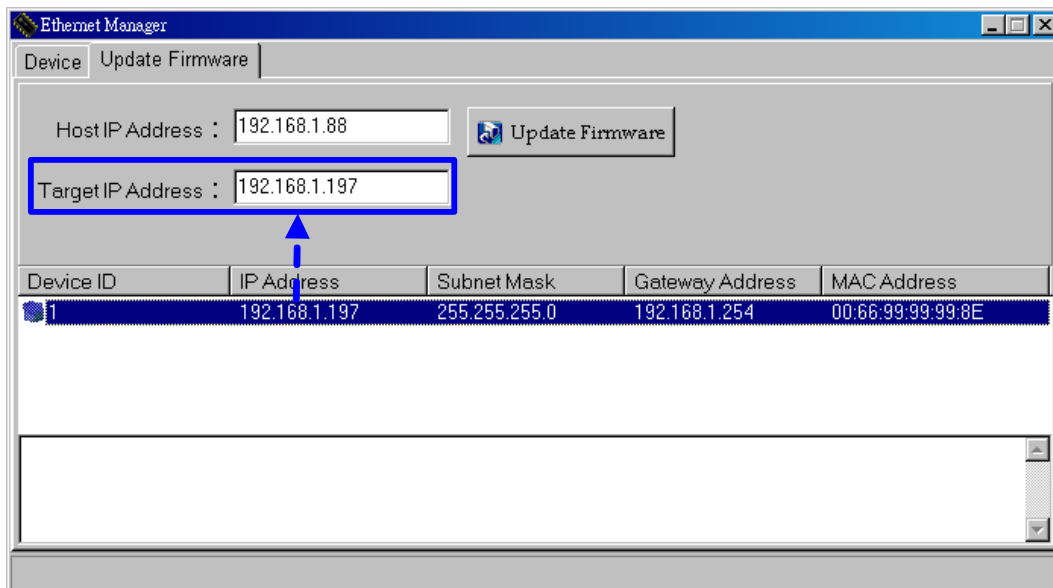 Ethernet Manager
Device Update Firmware
Host IP Address : 192.168.1.88 Update Firmware
Target IP Address : 192.168.1.197
Device ID IP Address Subnet Mask Gateway Address MAC Address
1 192.168.1.197 255.255.255.0 192.168.1.254 00:66:99:99:99:8E